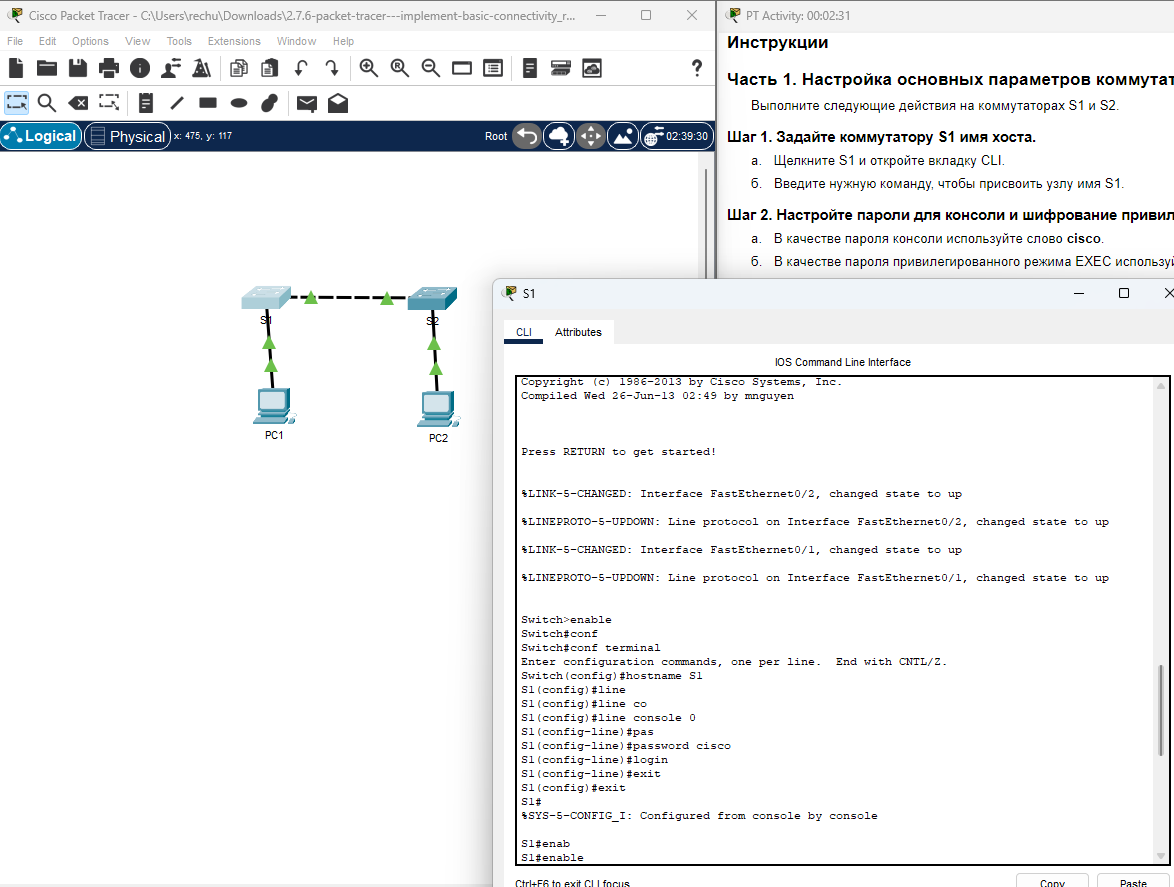 Cisco Packet Tracer - C:\Users\rechu\Downloads\2.7.6-packet-tracer---implement-basic-connectivity_r...
File Edit Options View Tools Extensions Window Help
Logical Physical x: 475, y: 117 Root 02:39:30
S1
S2
PC1
PC2
PT Activity: 00:02:31
Инструкции
Часть 1. Настройка основных параметров коммутат
Выполните следующие действия на коммутаторах S1 и S2.
Шаг 1. Задайте коммутатору S1 имя хоста.
а. Щелкните S1 и откройте вкладку CLI.
б. Введите нужную команду, чтобы присвоить узлу имя S1.
Шаг 2. Настройте пароли для консоли и шифрование привил
а. В качестве пароля консоли используйте слово cisco.
б. В качестве пароля привилегированного режима EXEC используй
S1
CLI Attributes
IOS Command Line Interface
Copyright (c) 1986-2013 by Cisco Systems, Inc.
Compiled Wed 26-Jun-13 02:49 by mnguyen
Press RETURN to get started!
%LINK-5-CHANGED: Interface FastEthernet0/2, changed state to up
%LINEPROTO-5-UPDOWN: Line protocol on Interface FastEthernet0/2, changed state to up
%LINK-5-CHANGED: Interface FastEthernet0/1, changed state to up
%LINEPROTO-5-UPDOWN: Line protocol on Interface FastEthernet0/1, changed state to up
Switch>enable
Switch#conf
Switch#conf terminal
Enter configuration commands, one per line.  End with CNTL/Z.
Switch(config)#hostname S1
S1(config)#line
S1(config)#line co
S1(config)#line console 0
S1(config-line)#pas
S1(config-line)#password cisco
S1(config-line)#login
S1(config-line)#exit
S1(config)#exit
S1#
%SYS-5-CONFIG_I: Configured from console by console
S1#enab
S1#enable
Ctrl+F6 to exit CLI focus
Copy Paste